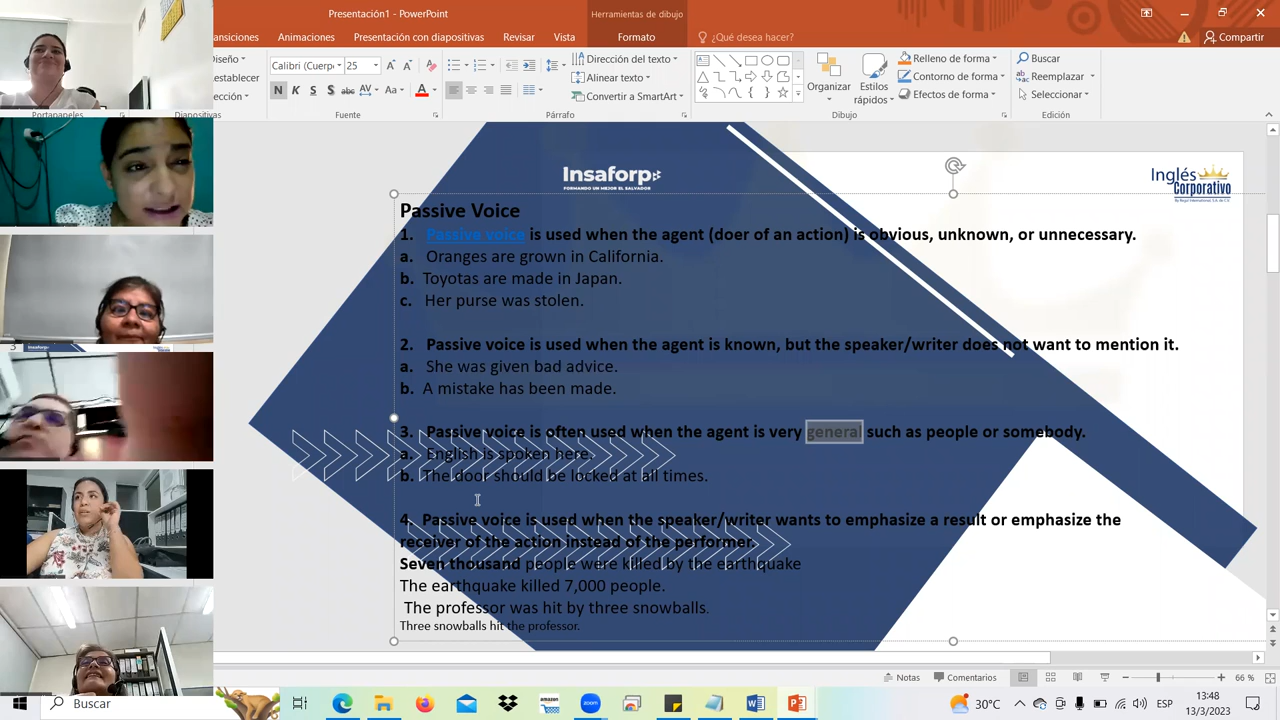 Presentación1 - PowerPoint
Herramientas de dibujo
ansiciones Animaciones Presentación con diapositivas Revisar Vista Formato ¿Qué desea hacer? Compartir
Diseño
establecer
cción
Calibri (Cuerp 25
N K S S abc AV Aa A
Dirección del texto
Alinear texto
Convertir a SmartArt
Organizar
Estilos
rápidos
Relleno de forma
Contorno de forma
Efectos de forma
Buscar
Reemplazar
Seleccionar
Portapapeles Diapositivas Fuente Párrafo Dibujo Edición
Insaforp
FORMANDO UN MEJOR EL SALVADOR
Inglés
Corporativo
Passive Voice
1. Passive voice is used when the agent (doer of an action) is obvious, unknown, or unnecessary.
a. Oranges are grown in California.
b. Toyotas are made in Japan.
c. Her purse was stolen.
2. Passive voice is used when the agent is known, but the speaker/writer does not want to mention it.
a. She was given bad advice.
b. A mistake has been made.
3. Passive voice is often used when the agent is very general such as people or somebody.
a. English is spoken here.
b. The door should be locked at all times.
4. Passive voice is used when the speaker/writer wants to emphasize a result or emphasize the
receiver of the action instead of the performer.
Seven thousand people were killed by the earthquake
The earthquake killed 7,000 people.
The professor was hit by three snowballs.
Three snowballs hit the professor.
3
Notas Comentarios 66 %
Buscar
amazon
zoom
30°C
ESP
13:48
13/3/2023